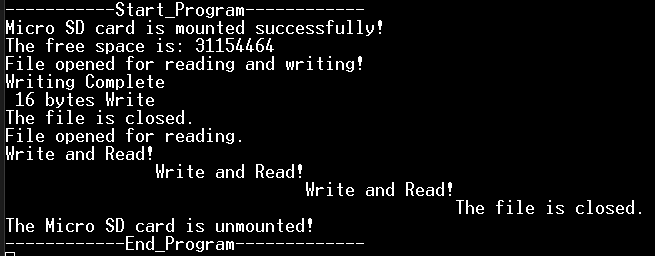 -----------Start_Program------------
Micro SD card is mounted successfully!
The free space is: 31154464
File opened for reading and writing!
Writing Complete
 16 bytes Write
The file is closed.
File opened for reading.
Write and Read!
               Write and Read!
                              Write and Read!
                                             The file is closed.
The Micro SD card is unmounted!
------------End_Program-------------